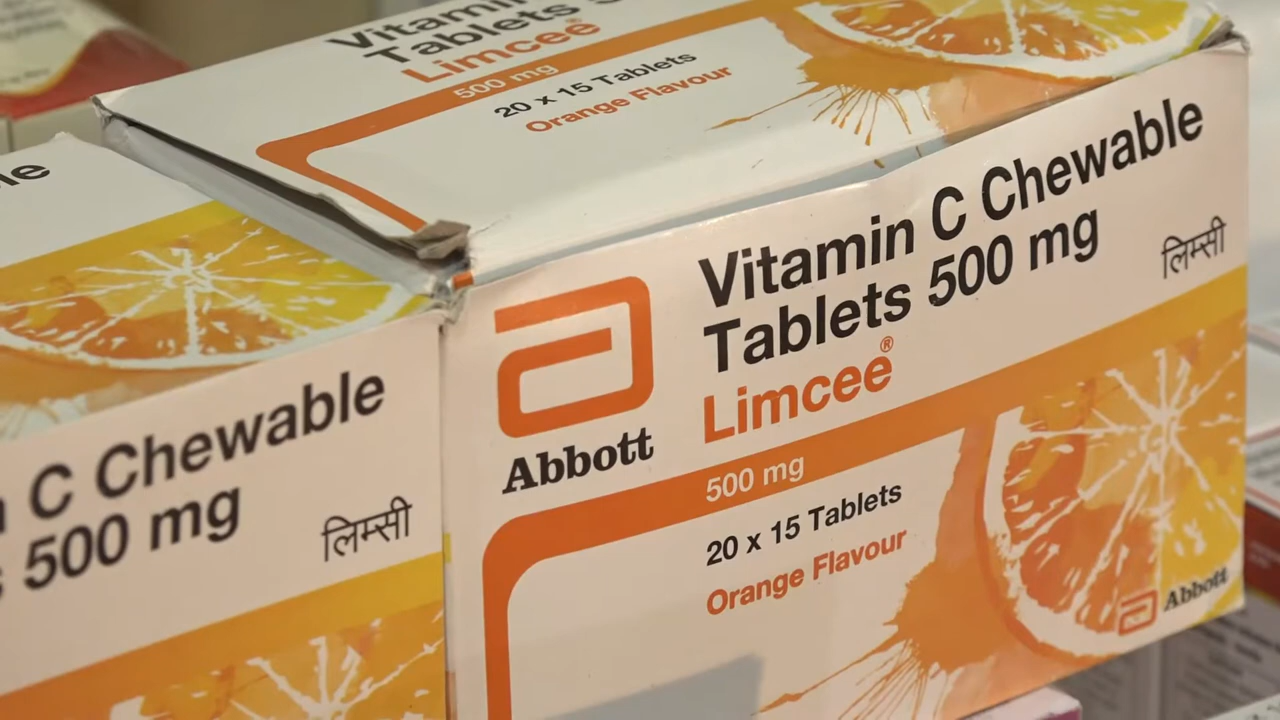 Vitamin
Tablets
Limcee®
500 mg
20 x 15 Tablets
Orange Flavour
C Chewable
500 mg
लिम्सी
Abbott
Vitamin C Chewable
Tablets 500 mg
Limcee®
लिम्सी
500 mg
20 x 15 Tablets
Orange Flavour
Abbott